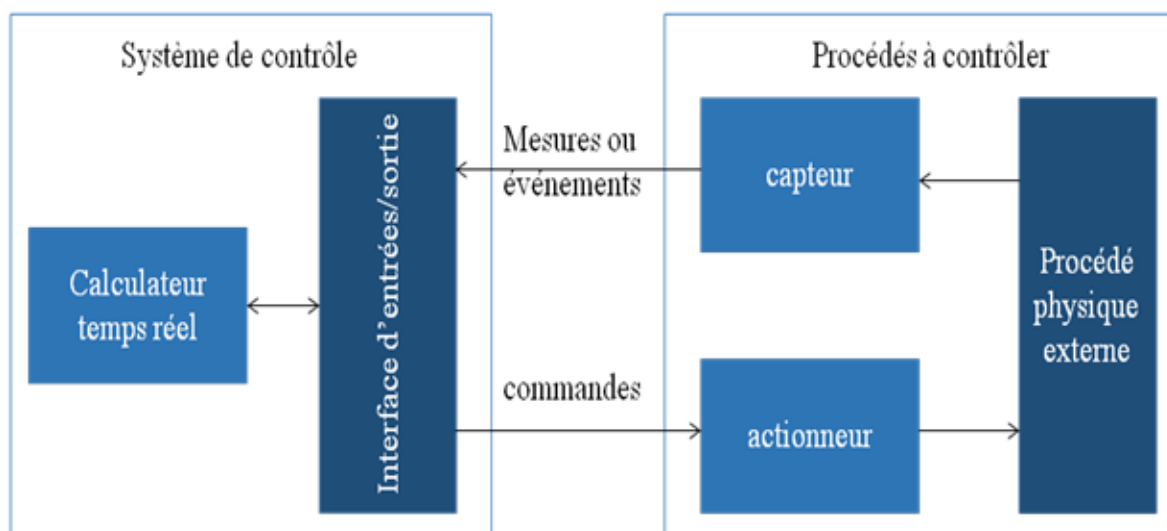 Système de contrôle
Procédés à contrôler
Calculateur
temps réel
Interface d'entrées/sortie
Mesures ou
événements
commandes
capteur
actionneur
Procédé
physique
externe